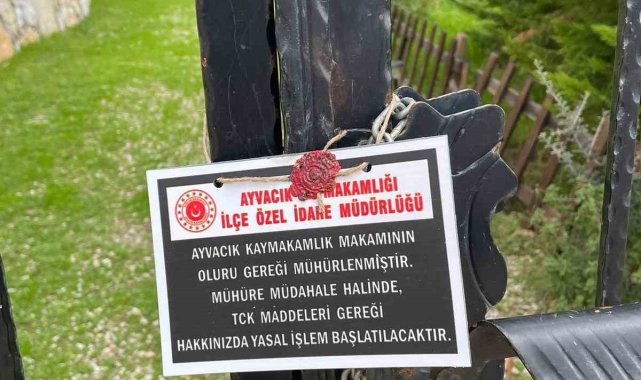 AYVACIK MAKAMLIĞI
İLÇE ÖZEL İDARE MÜDÜRLÜĞÜ
AYVACIK KAYMAKAMLIK MAKAMININ
OLURU GEREĞİ MÜHÜRLENMİŞTİR.
MÜHÜRE MÜDAHALE HALİNDE,
TCK MADDELERİ GEREĞİ
HAKKINIZDA YASAL İŞLEM BAŞLATILACAKTIR.